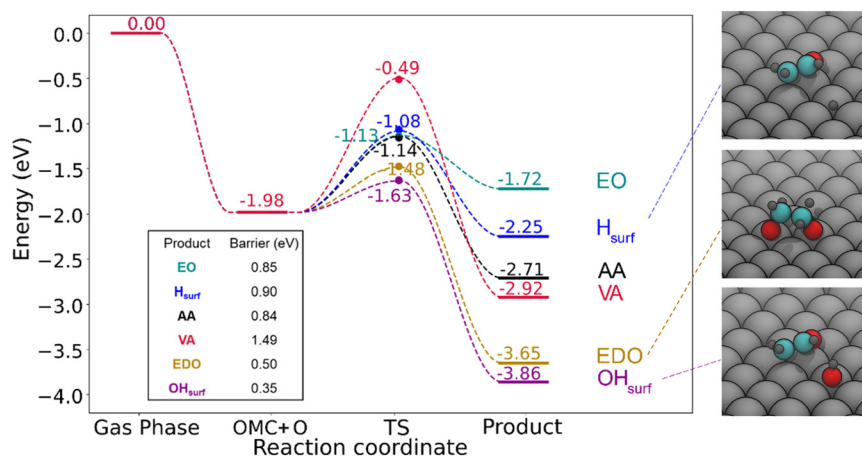 0.00
0.0
−0.5
-0.49
−1.0
-1.08
-1.13
-1.14
−1.5
-1.48
-1.63
-1.72 EO
−2.0
-1.98
-2.25 Hsurf
−2.5
-2.71 AA
-2.92 VA
−3.0
−3.5
-3.65 EDO
-3.86 OHsurf
−4.0
Energy (eV)
Product Barrier (eV)
EO 0.85
Hsurf 0.90
AA 0.84
VA 1.49
EDO 0.50
OHsurf 0.35
Gas Phase OMC+O TS Product
Reaction coordinate